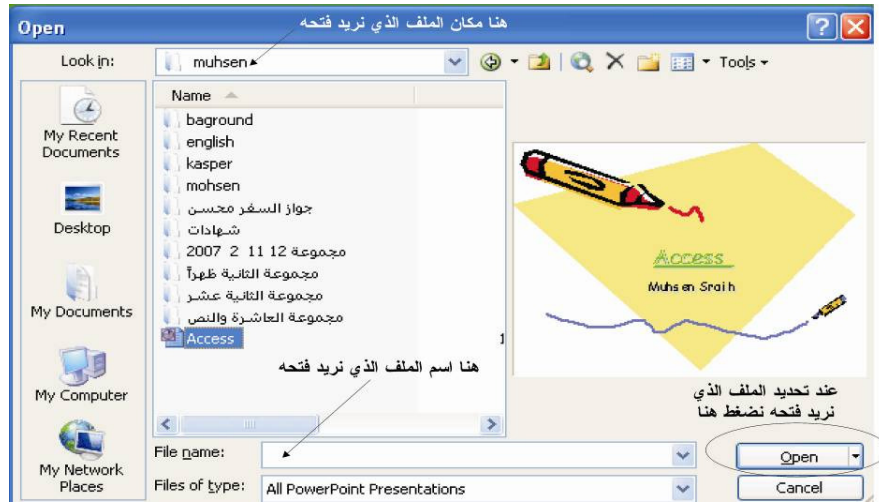 Open
هنا مكان الملف الذي نريد فتحه
Look in:
muhsen
Tools
Name
My Recent
Documents
Desktop
My Documents
My Computer
My Network
Places
baground
english
kasper
mohsen
جواز السفر محسن
شهادات
مجموعة 12 11 2 2007
مجموعة الثانية ظهراً
مجموعة الثانية عشر
مجموعة العاشرة والنص
Access
1
Access
Muhsen Sraih
هنا اسم الملف الذي نريد فتحه
عند تحديد الملف الذي
نريد فتحه نضغط هنا
File name:
Open
Files of type:
All PowerPoint Presentations
Cancel